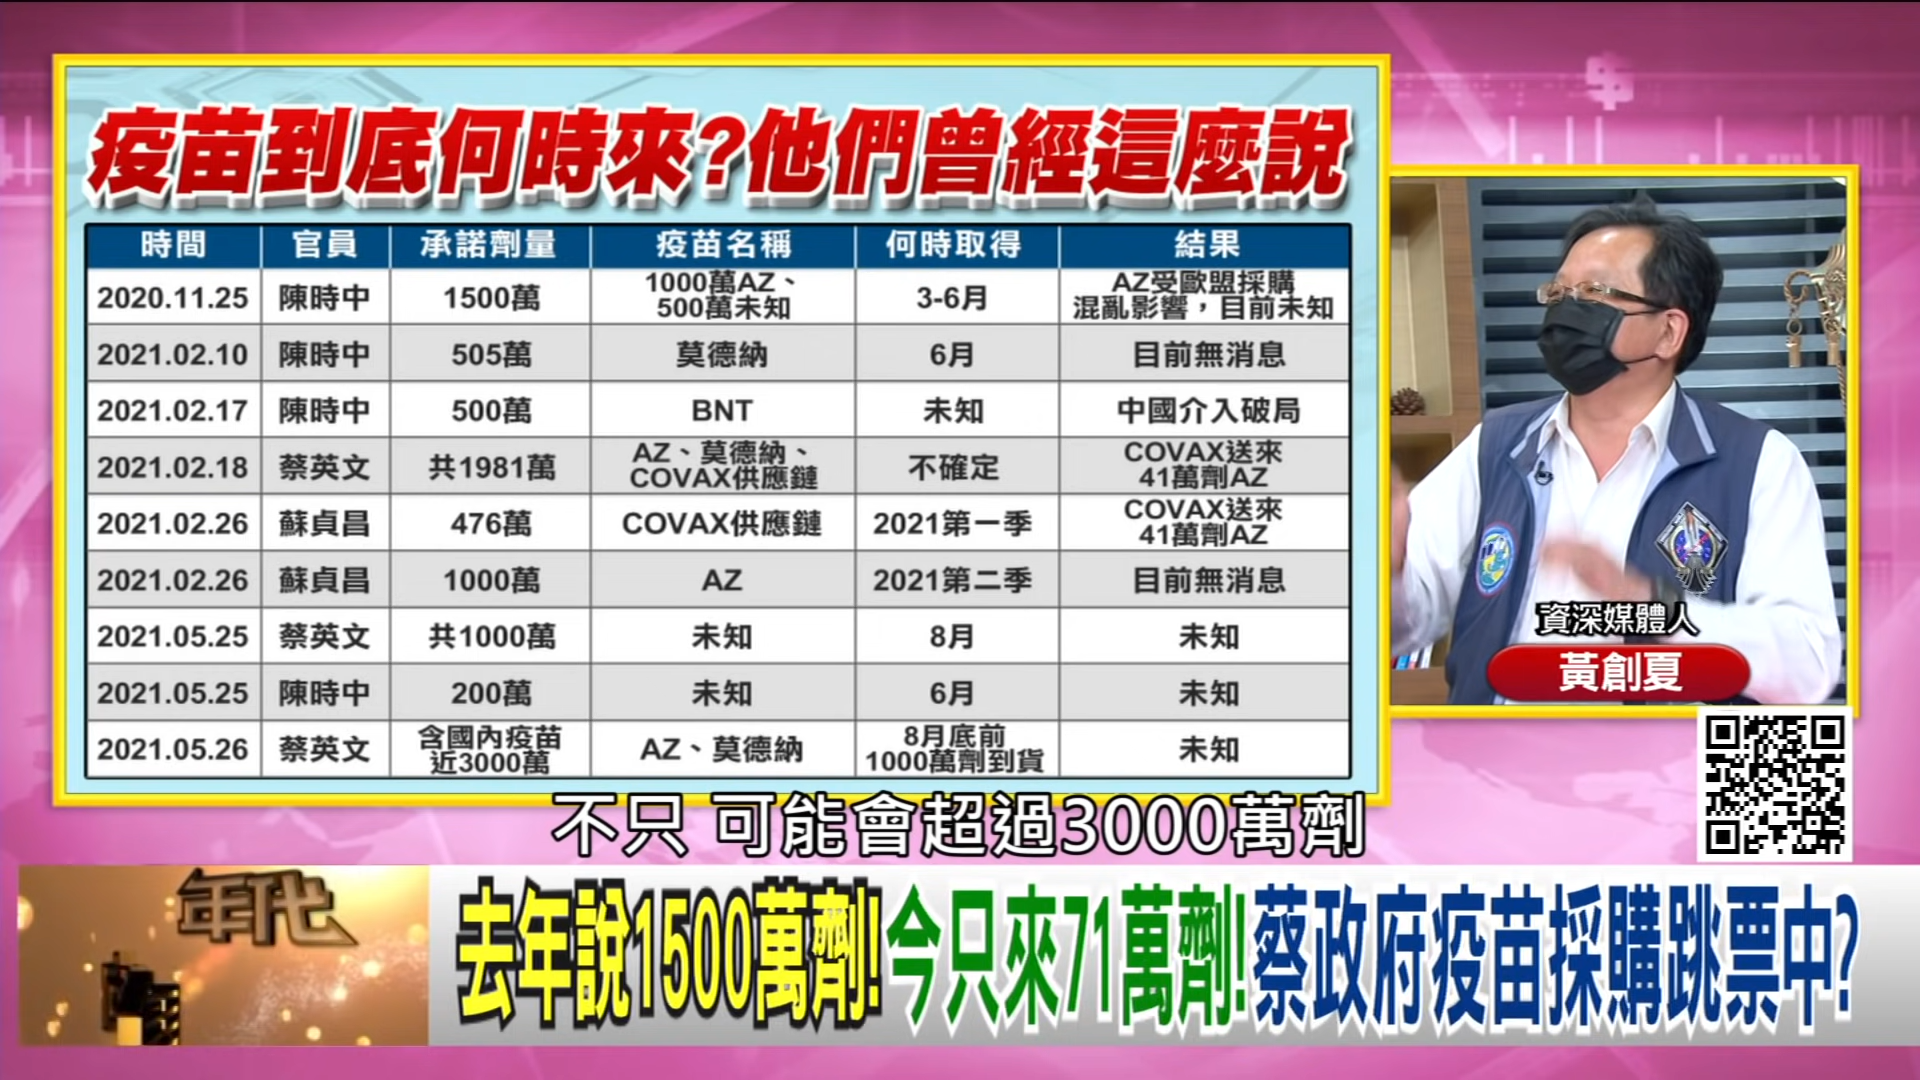 疫苗到底何時來?他們曾經這麼說
時間 官員 承諾劑量 疫苗名稱 何時取得 結果
2020.11.25 陳時中 1500萬 1000萬AZ、500萬未知 3-6月 AZ受歐盟採購混亂影響，目前未知
2021.02.10 陳時中 505萬 莫德納 6月 目前無消息
2021.02.17 陳時中 500萬 BNT 未知 中國介入破局
2021.02.18 蔡英文 共1981萬 AZ、莫德納、COVAX供應鏈 不確定 COVAX送來41萬劑AZ
2021.02.26 蘇貞昌 476萬 COVAX供應鏈 2021第一季 COVAX送來41萬劑AZ
2021.02.26 蘇貞昌 1000萬 AZ 2021第二季 目前無消息
2021.05.25 蔡英文 共1000萬 未知 8月 未知
2021.05.25 陳時中 200萬 未知 6月 未知
2021.05.26 蔡英文 含國內疫苗近3000萬 AZ、莫德納 8月底前1000萬劑到貨 未知
資深媒體人
黃創夏
不只 可能會超過3000萬劑
年代
去年說1500萬劑!今只來71萬劑!蔡政府疫苗採購跳票中?